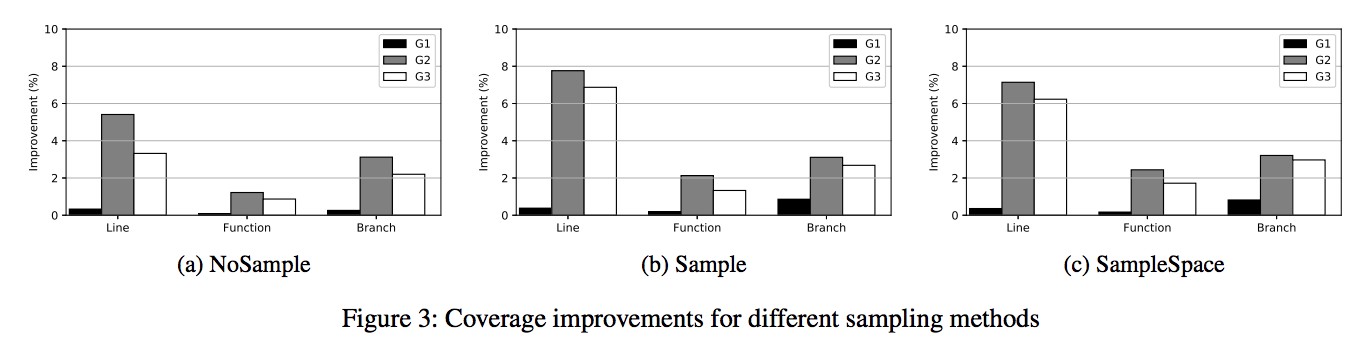 10
8
6
4
2
0
Improvement (%)
G1
G2
G3
Line Function Branch
(a) NoSample
10
8
6
4
2
0
Improvement (%)
G1
G2
G3
Line Function Branch
(b) Sample
10
8
6
4
2
0
Improvement (%)
G1
G2
G3
Line Function Branch
(c) SampleSpace
Figure 3: Coverage improvements for different sampling methods